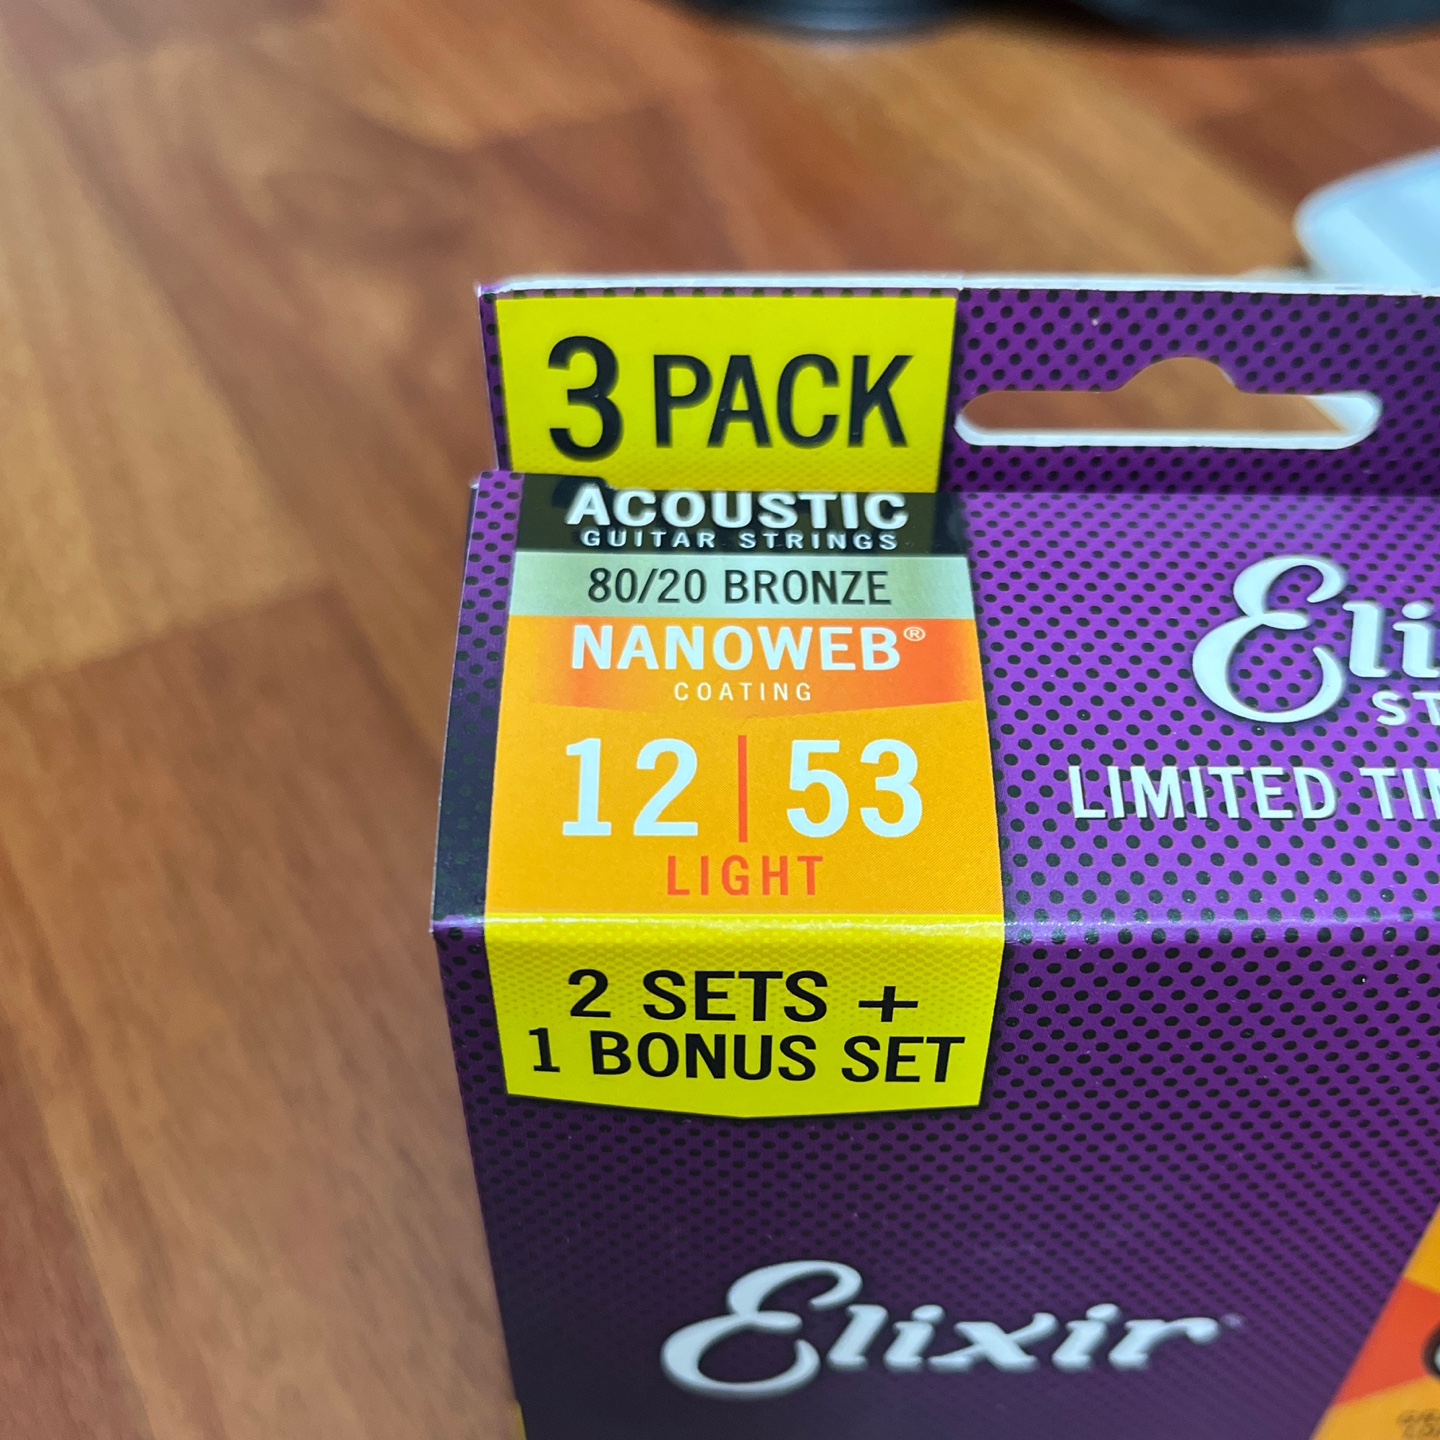 3 PACK
ACOUSTIC
GUITAR STRINGS
80/20 BRONZE
NANOWEB®
COATING
12 | 53
LIGHT
2 SETS +
1 BONUS SET
LIMITED
Elixir